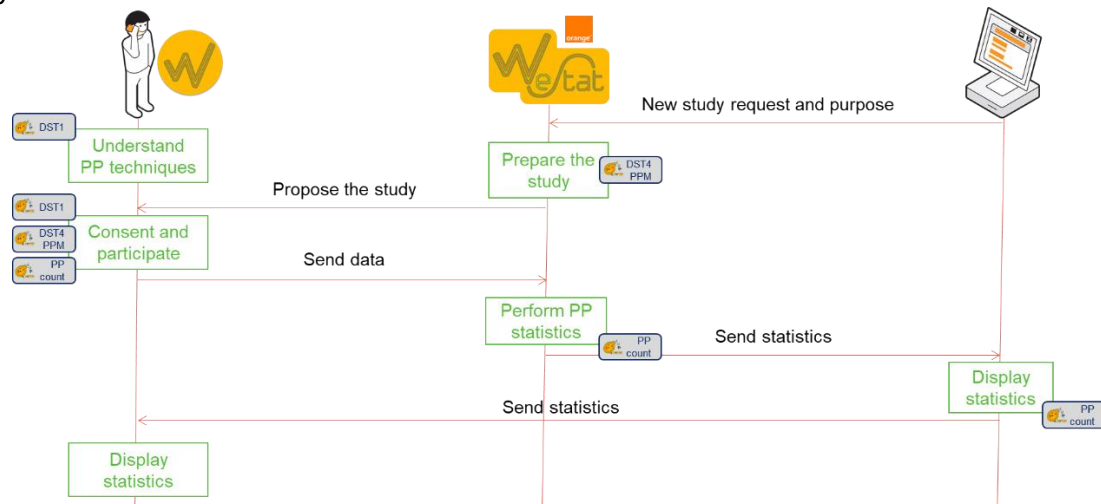 orange
We
Stat
New study request and purpose
DST1
Understand
PP techniques
Prepare the
study
DST4
PPM
Propose the study
DST1
DST4
PPM
PP
count
Consent and
participate
Send data
Perform PP
statistics
PP
count
Send statistics
Display
statistics
PP
count
Send statistics
Display
statistics